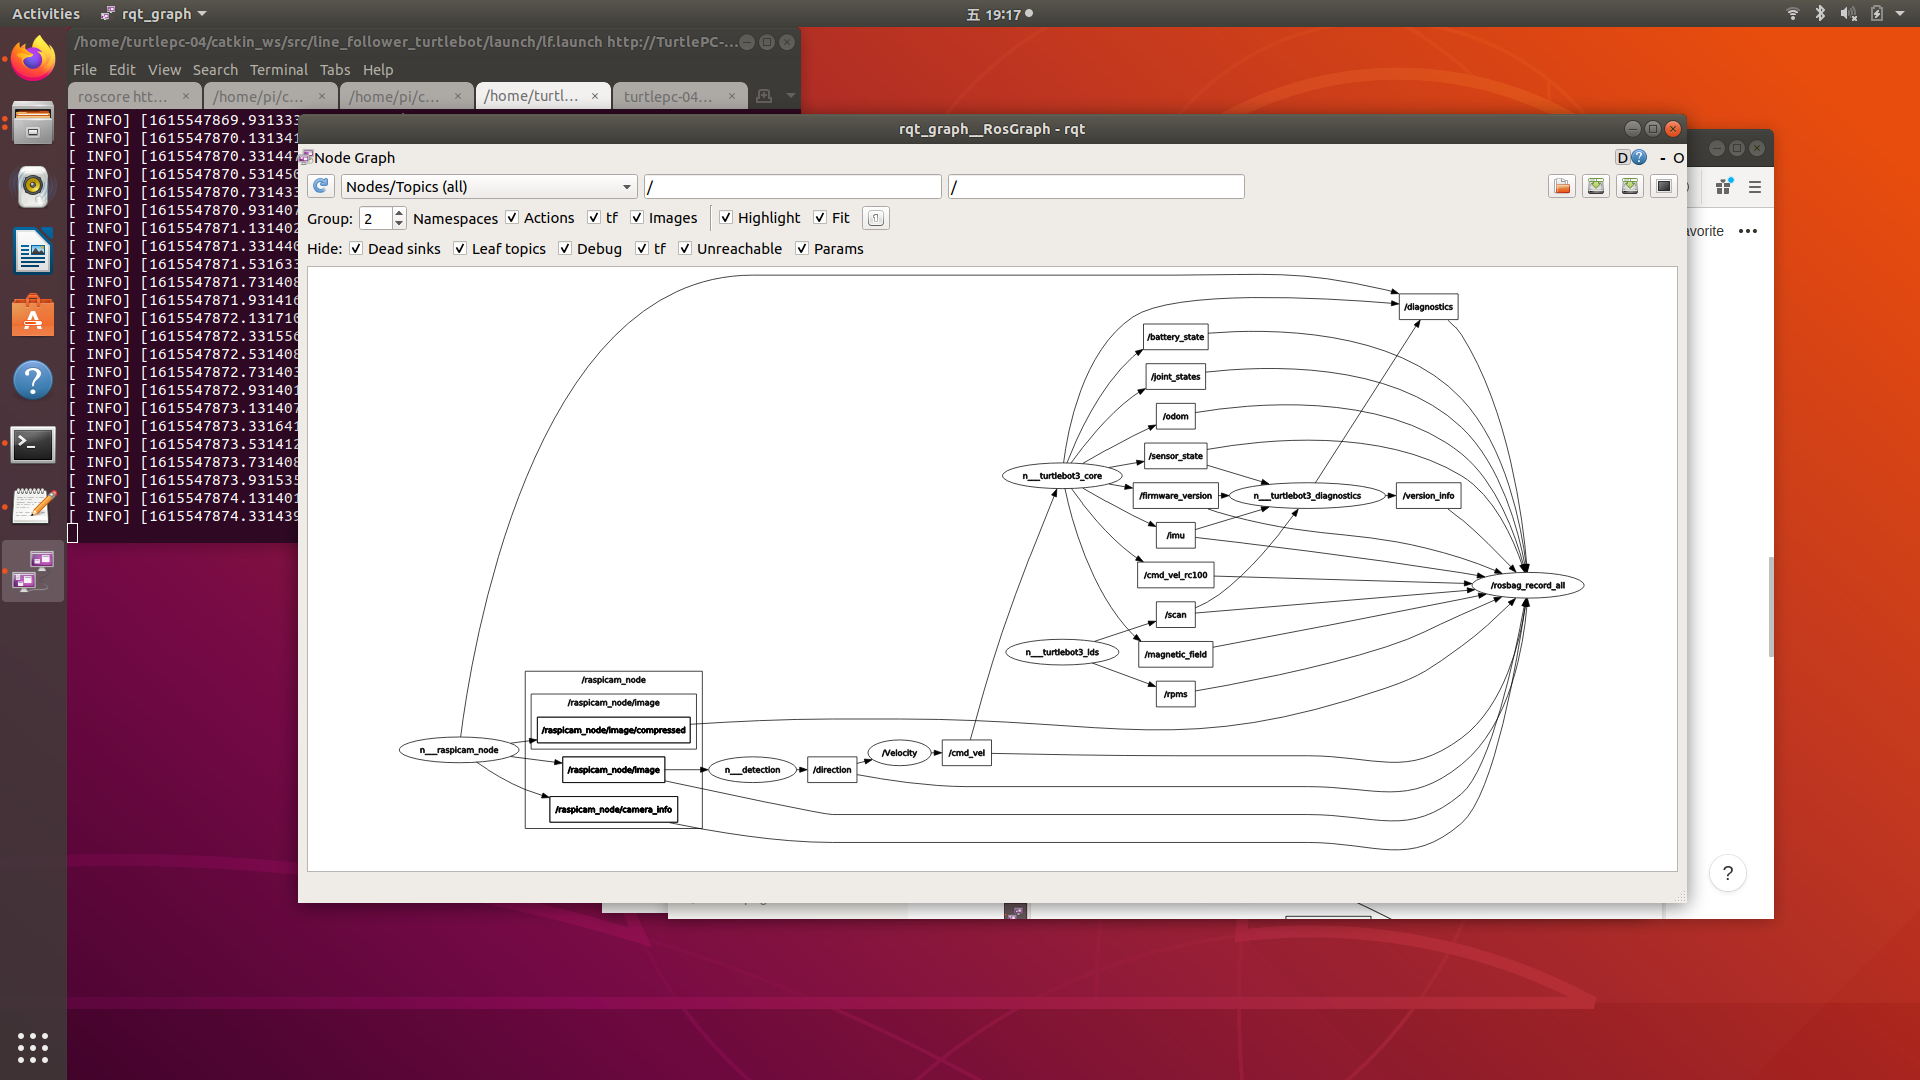 Activities
rqt_graph
五 19:17
/home/turtlepc-04/catkin_ws/src/line_follower_turtlebot/launch/lf.launch http://TurtlePC-...
File Edit View Search Terminal Tabs Help
roscore htt...
/home/pi/c...
/home/pi/c...
/home/turtl...
turtlepc-04...
[ INFO] [1615547869.931333
[ INFO] [1615547870.131341
[ INFO] [1615547870.331447
[ INFO] [1615547870.531450
[ INFO] [1615547870.731433
[ INFO] [1615547870.931407
[ INFO] [1615547871.131402
[ INFO] [1615547871.331440
[ INFO] [1615547871.531633
[ INFO] [1615547871.731408
[ INFO] [1615547871.931416
[ INFO] [1615547872.131710
[ INFO] [1615547872.331556
[ INFO] [1615547872.531408
[ INFO] [1615547872.731403
[ INFO] [1615547872.931401
[ INFO] [1615547873.131407
[ INFO] [1615547873.331641
[ INFO] [1615547873.531412
[ INFO] [1615547873.731408
[ INFO] [1615547873.931535
[ INFO] [1615547874.131401
[ INFO] [1615547874.331439
rqt_graph__RosGraph - rqt
Node Graph
D ? - O
Nodes/Topics (all) / /
Group: 2 Namespaces Actions tf Images Highlight Fit
Hide: Dead sinks Leaf topics Debug tf Unreachable Params
/diagnostics
/battery_state
/joint_states
/odom
/sensor_state
n___turtlebot3_core
/firmware_version
n___turtlebot3_diagnostics
/version_info
/imu
/cmd_vel_rc100
/rosbag_record_all
/scan
n___turtlebot3_lds
/magnetic_field
/rpms
/raspicam_node
/raspicam_node/image
/raspicam_node/image/compressed
n___raspicam_node
/raspicam_node/image
n___detection
/direction
/Velocity
/cmd_vel
/raspicam_node/camera_info
avorite
?